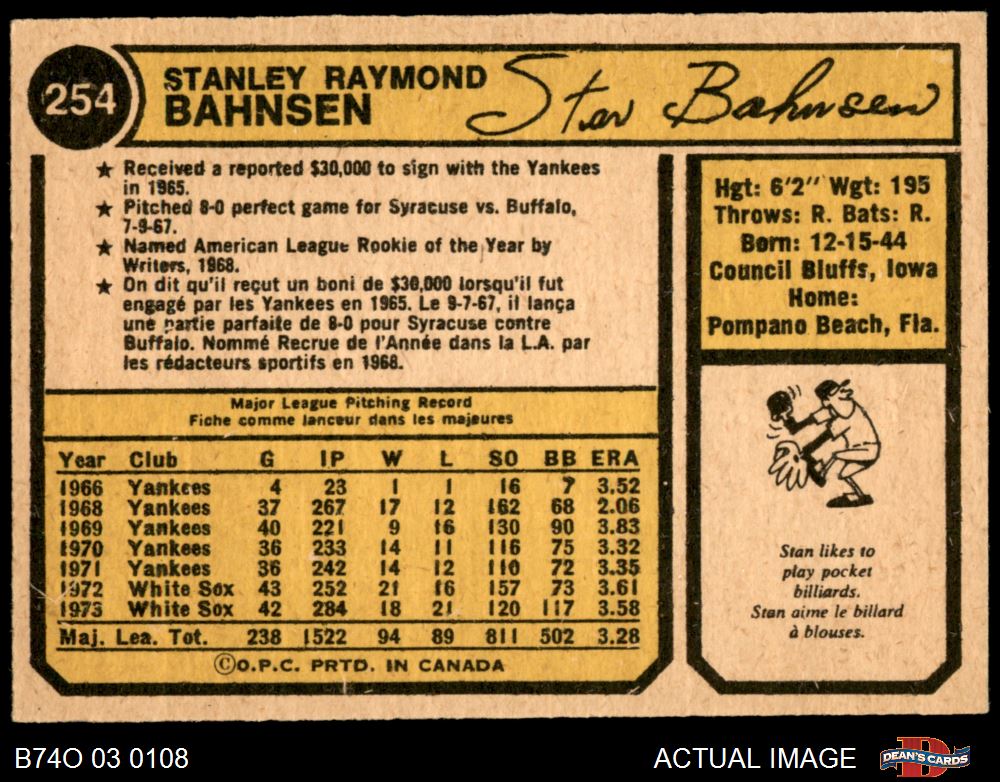 254
STANLEY RAYMOND
BAHNSEN
Stan Bahnsen
★ Received a reported $30,000 to sign with the Yankees
in 1965.
★ Pitched 8-0 perfect game for Syracuse vs. Buffalo,
7-9-67.
★ Named American League Rookie of the Year by
Writers, 1968.
★ On dit qu'il reçut un boni de $30,000 lorsqu'il fut
engagé par les Yankees en 1965. Le 9-7-67, il lança
une partie parfaite de 8-0 pour Syracuse contre
Buffalo. Nommé Recrue de l'Année dans la L.A. par
les rédacteurs sportifs en 1968.
Major League Pitching Record
Fiche comme lanceur dans les majeures
Year Club G IP W L SO BB ERA
1966 Yankees 4 23 1 1 16 7 3.52
1968 Yankees 37 267 17 12 162 68 2.06
1969 Yankees 40 221 9 16 130 90 3.83
1970 Yankees 36 233 14 11 116 75 3.32
1971 Yankees 36 242 14 12 110 72 3.35
1972 White Sox 43 252 21 16 157 73 3.61
1973 White Sox 42 284 18 21 120 117 3.58
Maj. Lea. Tot. 238 1522 94 89 811 502 3.28
©O.P.C. PRTD. IN CANADA
Hgt: 6'2" Wgt: 195
Throws: R. Bats: R.
Born: 12-15-44
Council Bluffs, Iowa
Home:
Pompano Beach, Fla.
Stan likes to
play pocket
billiards.
Stan aime le billard
à blouses.
B74O 03 0108
ACTUAL IMAGE
DEAN'S CARDS